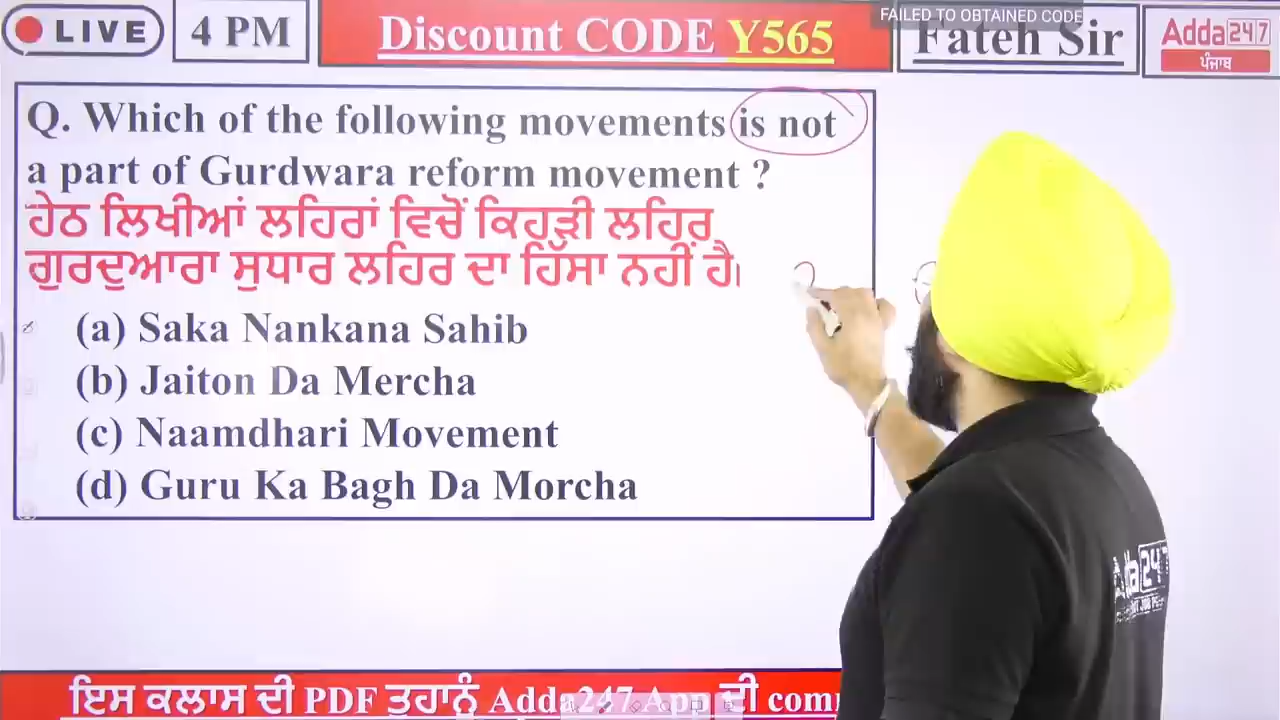 LIVE
4 PM
Discount CODE Y565
FAILED TO OBTAINED CODE
Fateh Sir
Adda247
ਪੰਜਾਬ
Q. Which of the following movements is not
a part of Gurdwara reform movement ?
ਹੇਠ ਲਿਖੀਆਂ ਲਹਿਰਾਂ ਵਿਚੋਂ ਕਿਹੜੀ ਲਹਿਰ
ਗੁਰਦੁਆਰਾ ਸੁਧਾਰ ਲਹਿਰ ਦਾ ਹਿੱਸਾ ਨਹੀਂ ਹੈ।
(a) Saka Nankana Sahib
(b) Jaiton Da Mercha
(c) Naamdhari Movement
(d) Guru Ka Bagh Da Morcha
Adda247
ਇਸ ਕਲਾਸ ਦੀ PDF ਤੁਹਾਨੂੰ Adda247 App ਦੀ